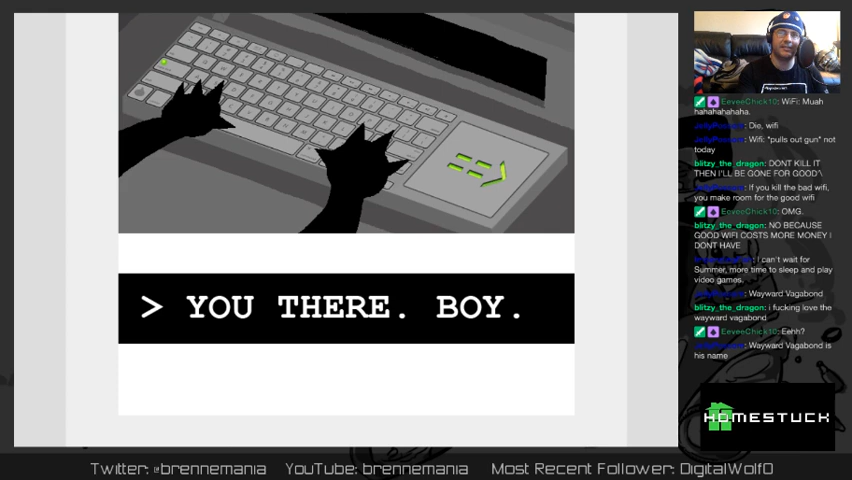 > YOU THERE. BOY.
EeveeChick10: WiFi: Muah
hahahahahaha.
Die, wifi
Wifi: *pulls out gun* not
today
blitzy_the_dragon: DONT KILL IT
THEN I'LL BE GONE FOR GOOD^
If you kill the bad wifi,
you make room for the good
wifi
EeveeChick10: OMG.
blitzy_the_dragon: NO BECAUSE
GOOD WIFI COSTS MORE MONEY I
DONT HAVE
I can't wait for
Summer, more time to sleep and play
video games.
Wayward Vagabond
blitzy_the_dragon: i fucking love the
wayward vagabond
EeveeChick10: Eehh?
Wayward Vagabond is
his name
HOMESTUCK
Twitter: @brennemania YouTube: brennemania Most Recent Follower: DigitalWolf0